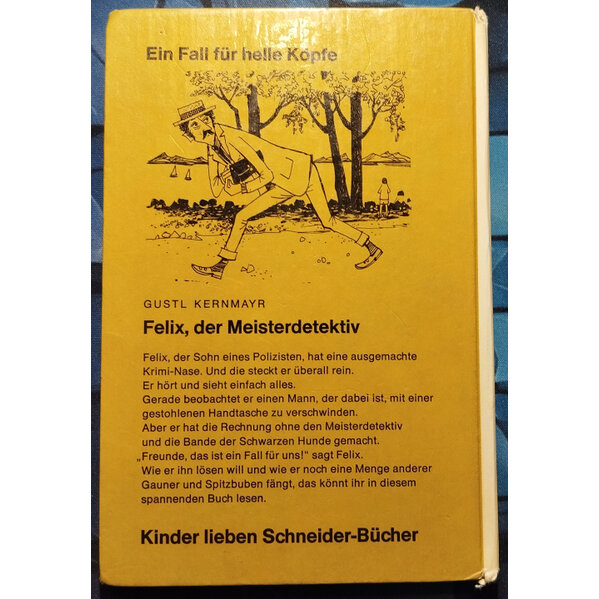 Ein Fall für helle Köpfe
GUSTL KERNMAYR
Felix, der Meisterdetektiv
Felix, der Sohn eines Polizisten, hat eine ausgemachte
Krimi-Nase. Und die steckt er überall rein.
Er hört und sieht einfach alles.
Gerade beobachtet er einen Mann, der dabei ist, mit einer
gestohlenen Handtasche zu verschwinden.
Aber er hat die Rechnung ohne den Meisterdetektiv
und die Bande der Schwarzen Hunde gemacht.
„Freunde, das ist ein Fall für uns!“ sagt Felix.
Wie er ihn lösen will und wie er noch eine Menge anderer
Gauner und Spitzbuben fängt, das könnt ihr in diesem
spannenden Buch lesen.
Kinder lieben Schneider-Bücher